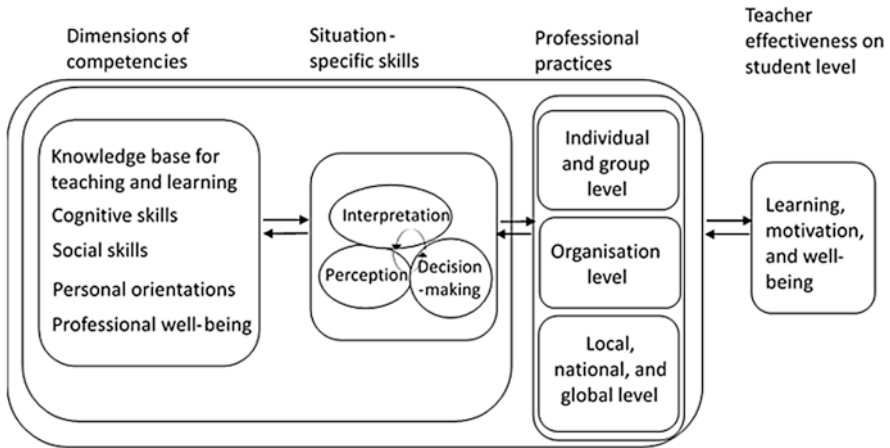 Dimensions of
competencies
Situation-
specific skills
Professional
practices
Teacher
effectiveness on
student level
Knowledge base for
teaching and learning
Cognitive skills
Social skills
Personal orientations
Professional well-being
Interpretation
Perception
Decision
-making
Individual
and group
level
Organisation
level
Local,
national, and
global level
Learning,
motivation,
and well-
being